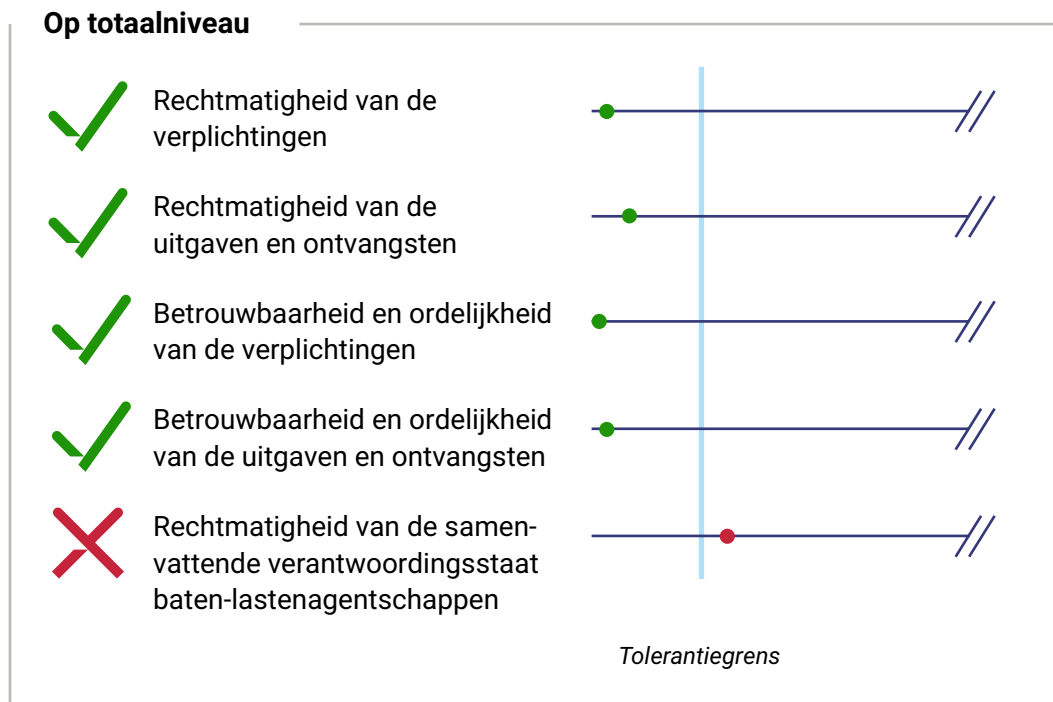 Op totaalniveau
Rechtmatigheid van de
verplichtingen
Rechtmatigheid van de
uitgaven en ontvangsten
Betrouwbaarheid en ordelijkheid
van de verplichtingen
Betrouwbaarheid en ordelijkheid
van de uitgaven en ontvangsten
Rechtmatigheid van de samen-
vattende verantwoordingsstaat
baten-lastenagentschappen
Tolerantiegrens